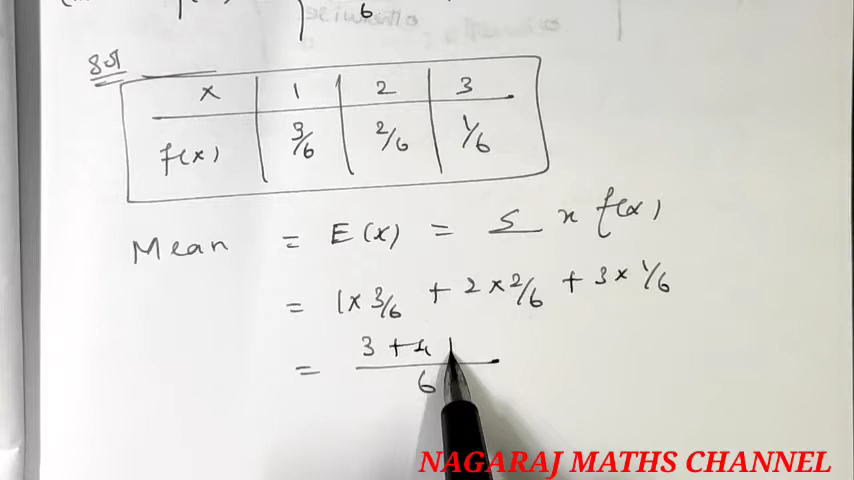 6
Sol
x 1 2 3
f(x) 3/6 2/6 1/6
Mean = E(x) = Σ x f(x)
= 1 × 3/6 + 2 × 2/6 + 3 × 1/6
= 3 + 4
6
NAGARAJ MATHS CHANNEL